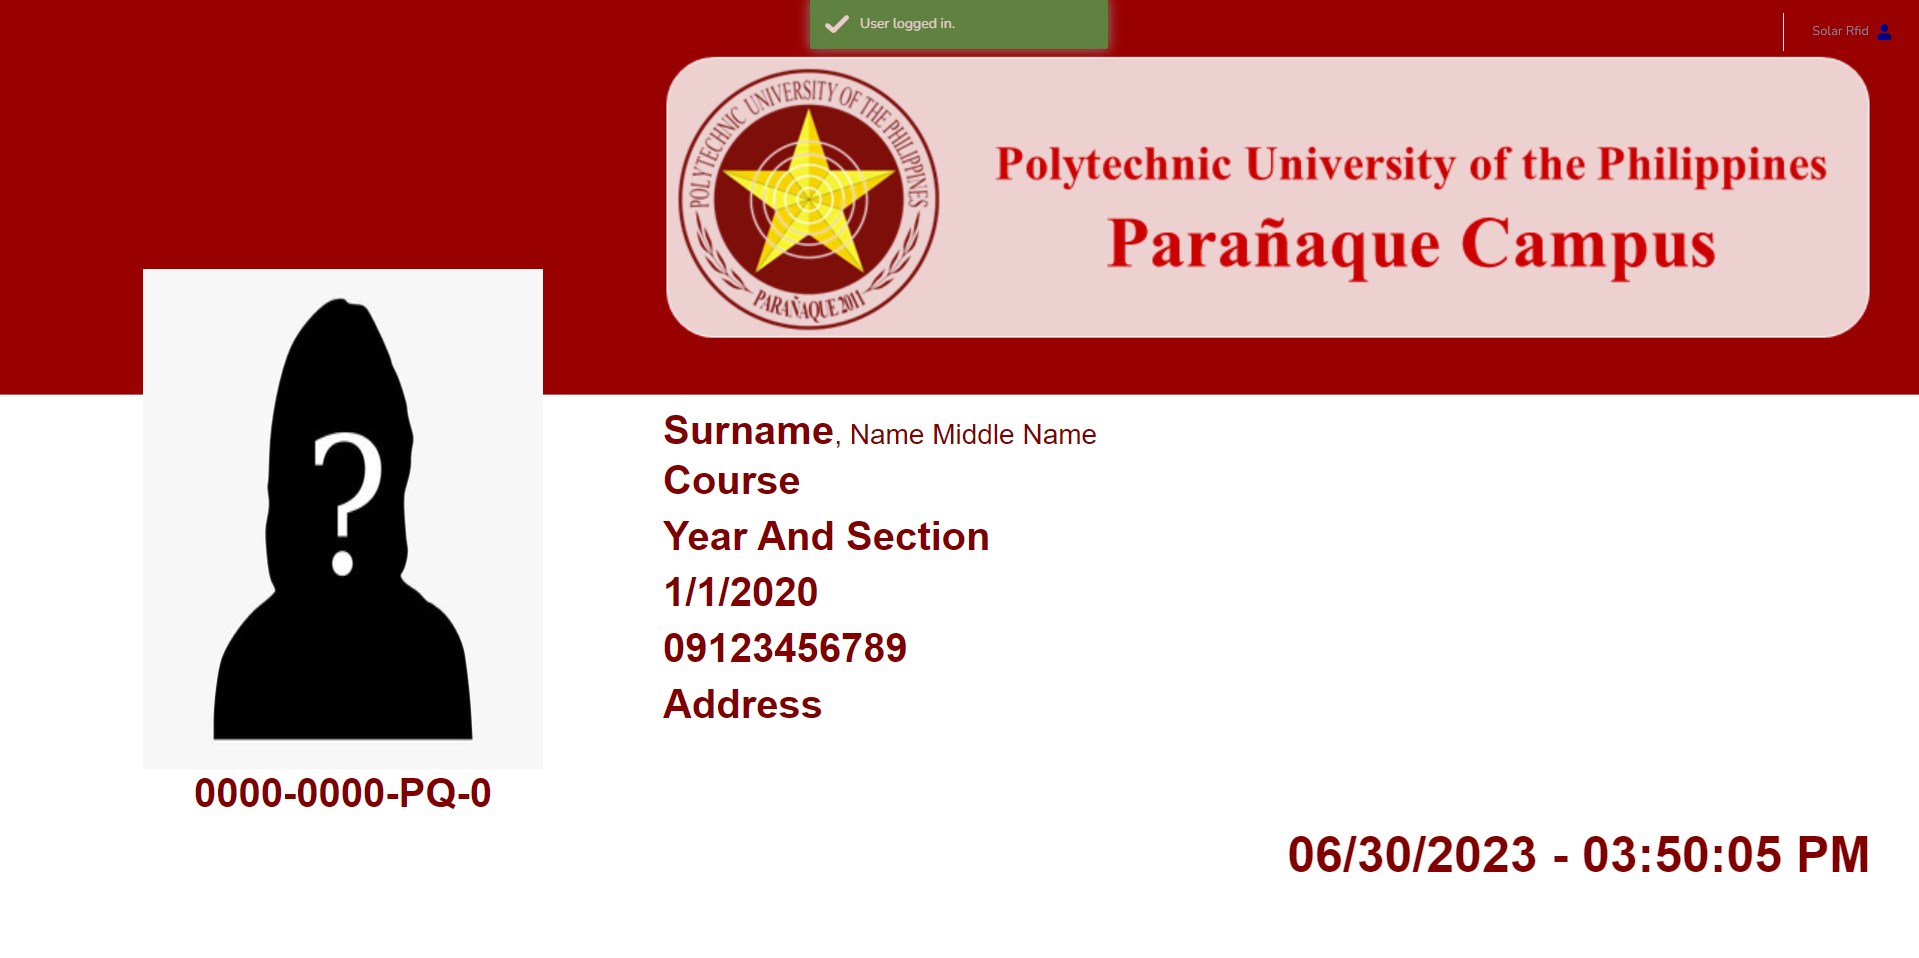 User logged in.
Solar Rfid
POLYTECHNIC UNIVERSITY OF THE PHILIPPINES
PARAÑAQUE 2011
Polytechnic University of the Philippines
Parañaque Campus
?
Surname, Name Middle Name
Course
Year And Section
1/1/2020
09123456789
Address
0000-0000-PQ-0
06/30/2023 - 03:50:05 PM